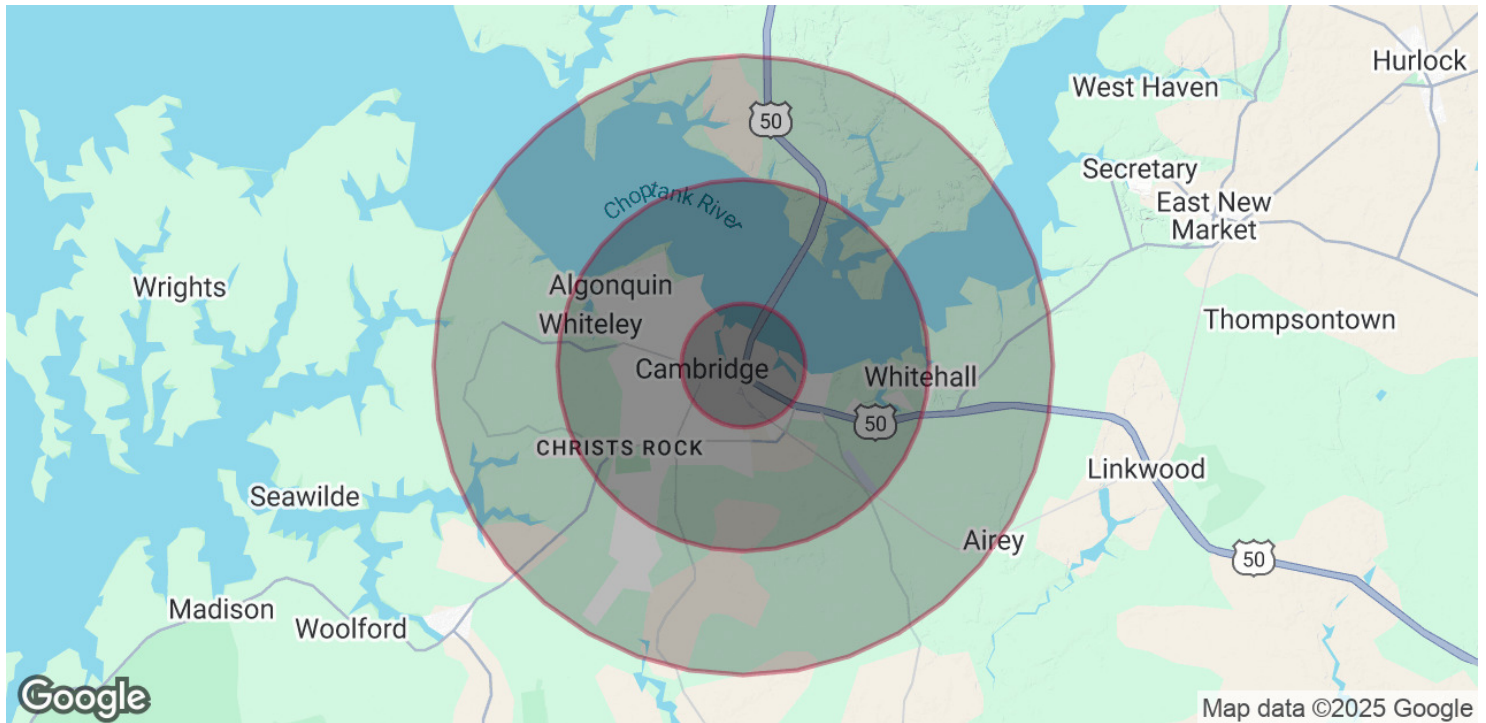 Hurlock
West Haven
50
Secretary
Choptank River
East New
Market
Algonquin
Wrights
Whiteley
Thompsontown
Cambridge
Whitehall
50
CHRISTS ROCK
Linkwood
Seawilde
Airey
50
Madison
Woolford
Google
Map data ©2025 Google